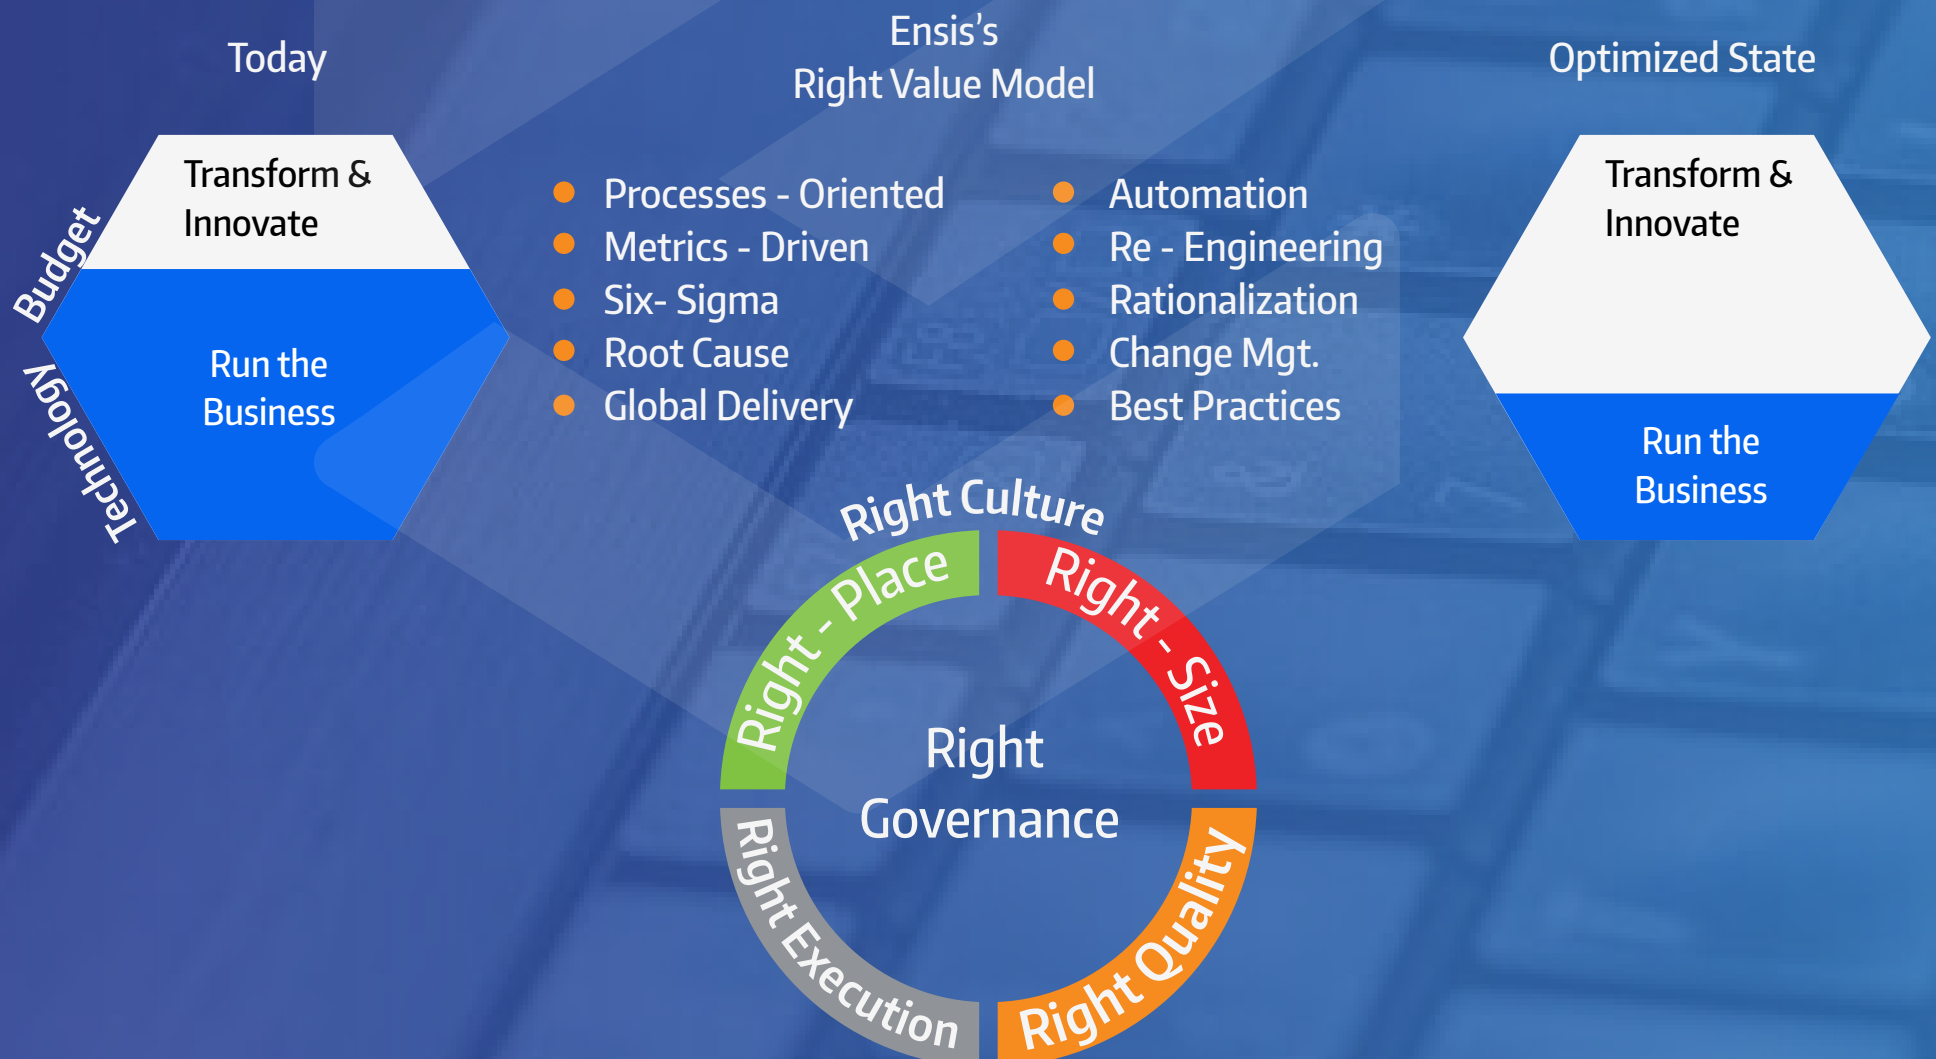 Today
Ensis’s
Right Value Model
Optimized State
Budget
Technology
Transform &
Innovate
Run the
Business
Processes - Oriented
Metrics - Driven
Six- Sigma
Root Cause
Global Delivery
Automation
Re - Engineering
Rationalization
Change Mgt.
Best Practices
Transform &
Innovate
Run the
Business
Right Culture
Right - Place
Right - Size
Right
Governance
Right Execution
Right Quality